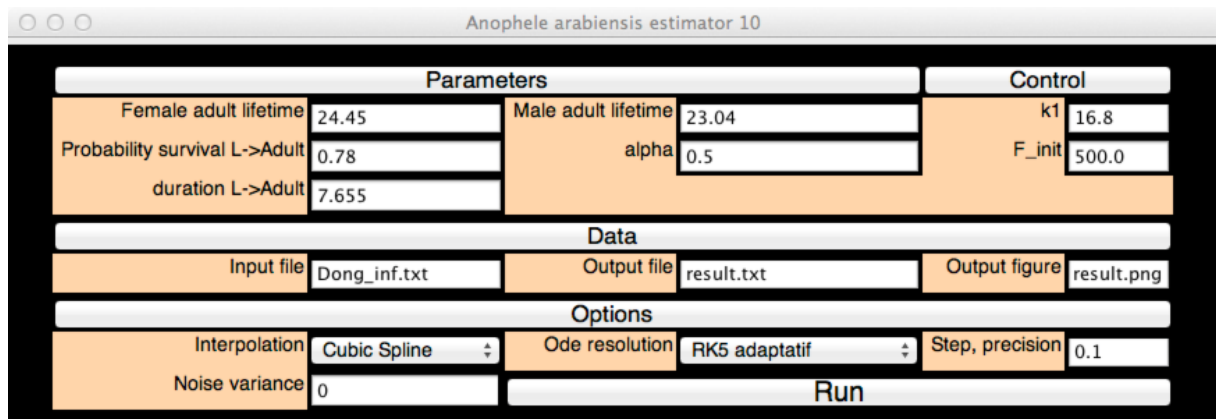 Anophele arabiensis estimator 10
Parameters Control
Female adult lifetime 24.45 Male adult lifetime 23.04 k1 16.8
Probability survival L->Adult 0.78 alpha 0.5 F_init 500.0
duration L->Adult 7.655
Data
Input file Dong_inf.txt Output file result.txt Output figure result.png
Options
Interpolation Cubic Spline Ode resolution RK5 adaptatif Step, precision 0.1
Noise variance 0 Run